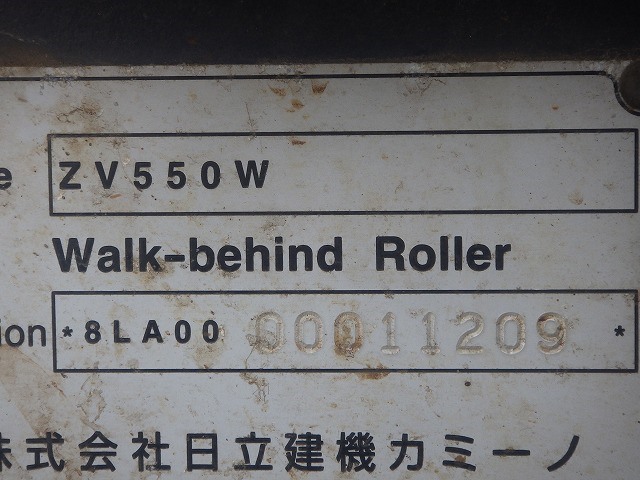 e ZV550W
Walk-behind Roller
ion *8LA00 00011209 *
株式会社日立建機カミーノ